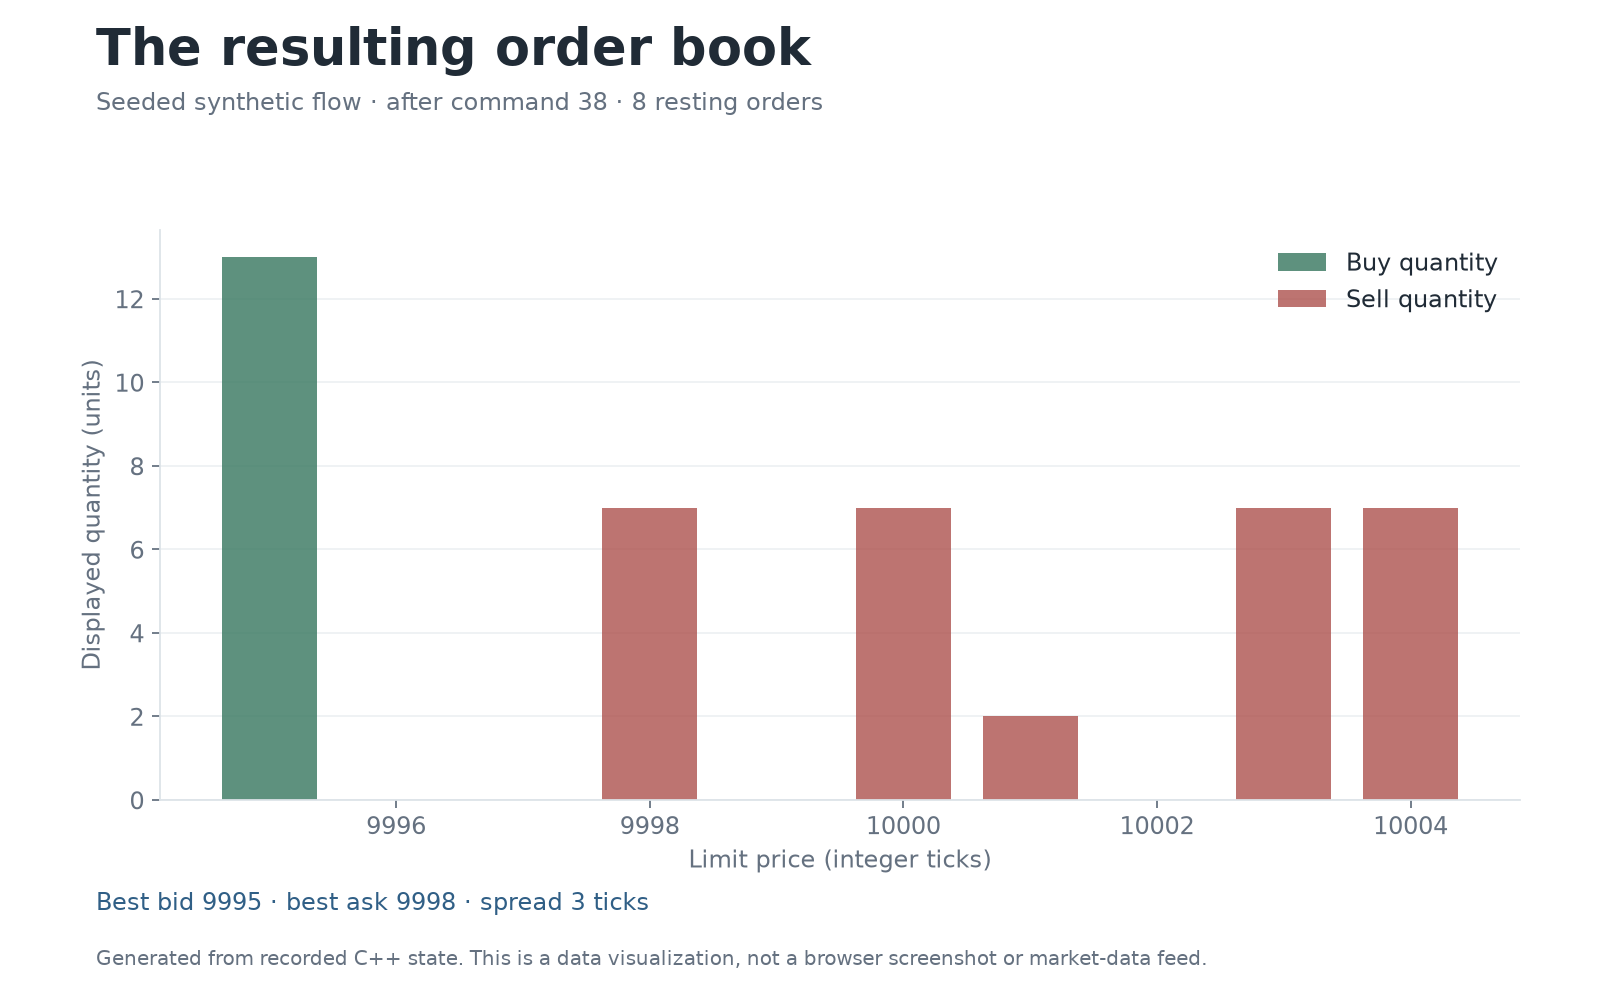 The resulting order book
Seeded synthetic flow · after command 38 · 8 resting orders
Buy quantity
Sell quantity
Displayed quantity (units)
12
10
8
6
4
2
0
9996
9998
10000
10002
10004
Limit price (integer ticks)
Best bid 9995 · best ask 9998 · spread 3 ticks
Generated from recorded C++ state. This is a data visualization, not a browser screenshot or market-data feed.